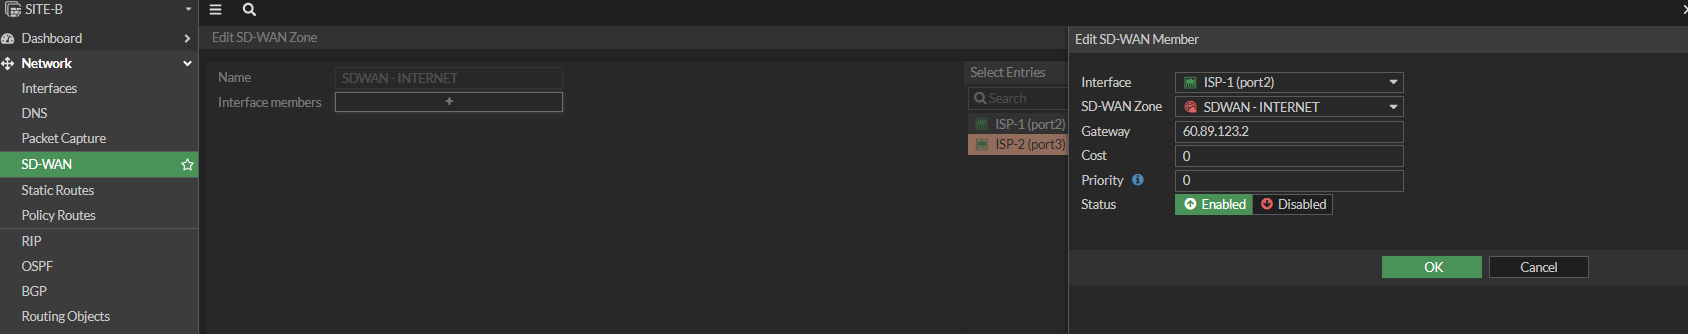 SITE-B
Dashboard
Network
Interfaces
DNS
Packet Capture
SD-WAN
Static Routes
Policy Routes
RIP
OSPF
BGP
Routing Objects
Edit SD-WAN Zone
Name SDWAN - INTERNET
Interface members +
Select Entries
Search
ISP-1 (port2)
ISP-2 (port3)
Edit SD-WAN Member
Interface ISP-1 (port2)
SD-WAN Zone SDWAN - INTERNET
Gateway 60.89.123.2
Cost 0
Priority 0
Status Enabled Disabled
OK Cancel